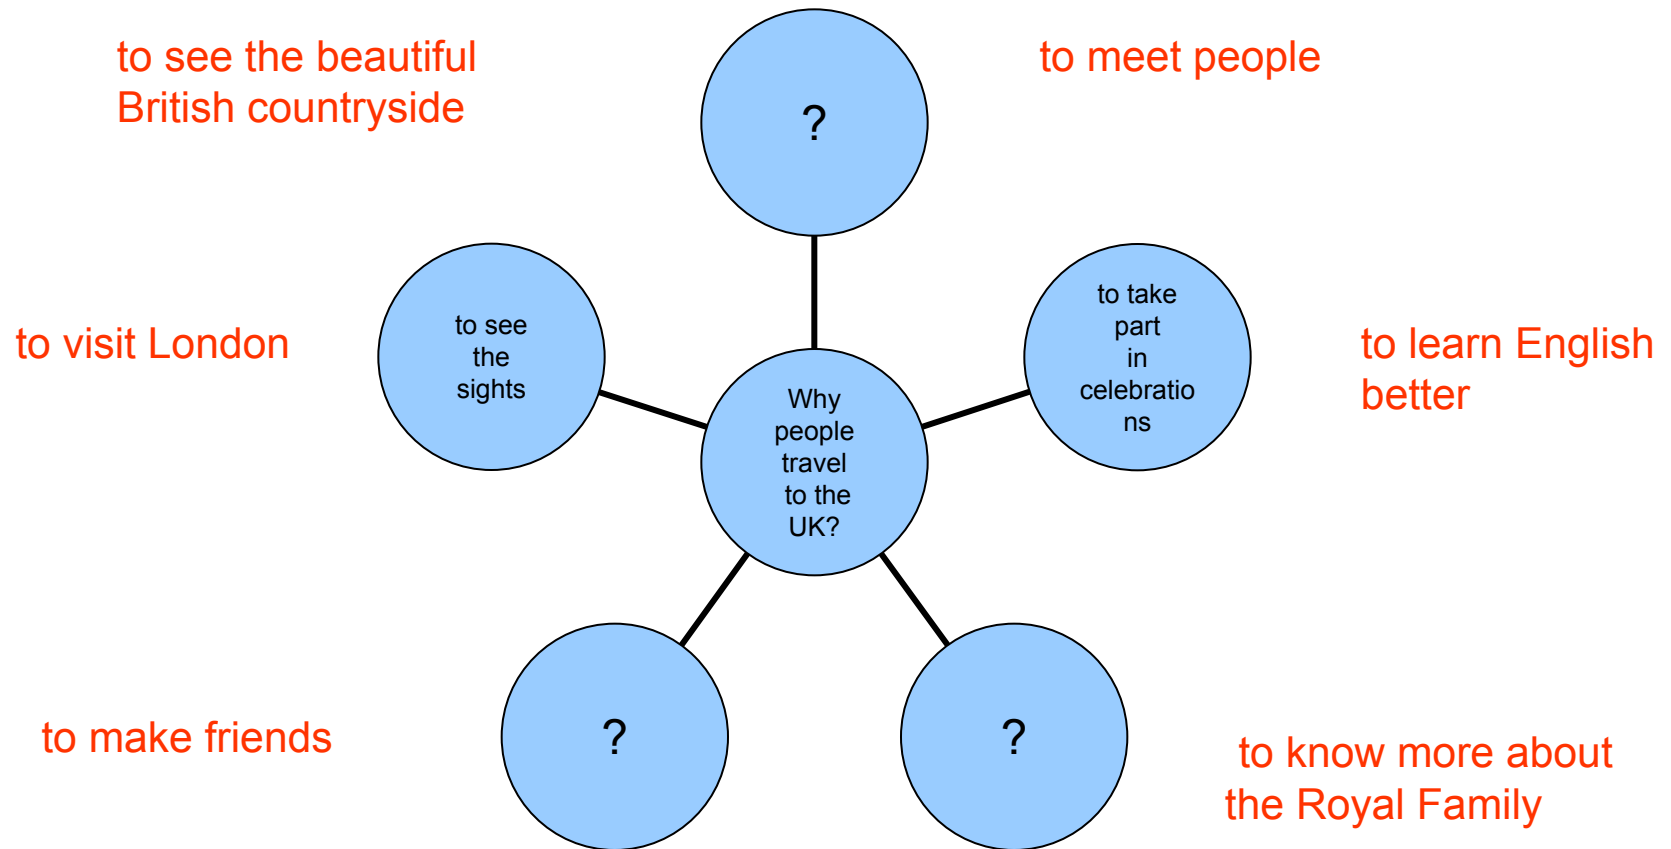 to see the beautiful
British countryside
?
to meet people
to visit London
to see
the
sights
Why
people
travel
to the
UK?
to take
part
in
celebratio
ns
to learn English
better
to make friends
?
?
to know more about
the Royal Family